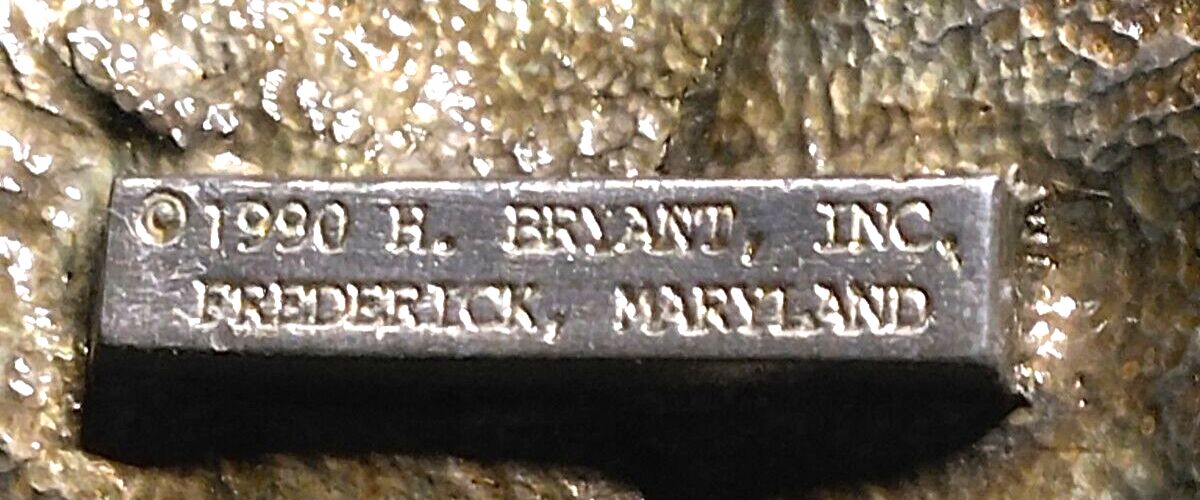 ©1990 H. BRYANT, INC.
FREDERICK, MARYLAND